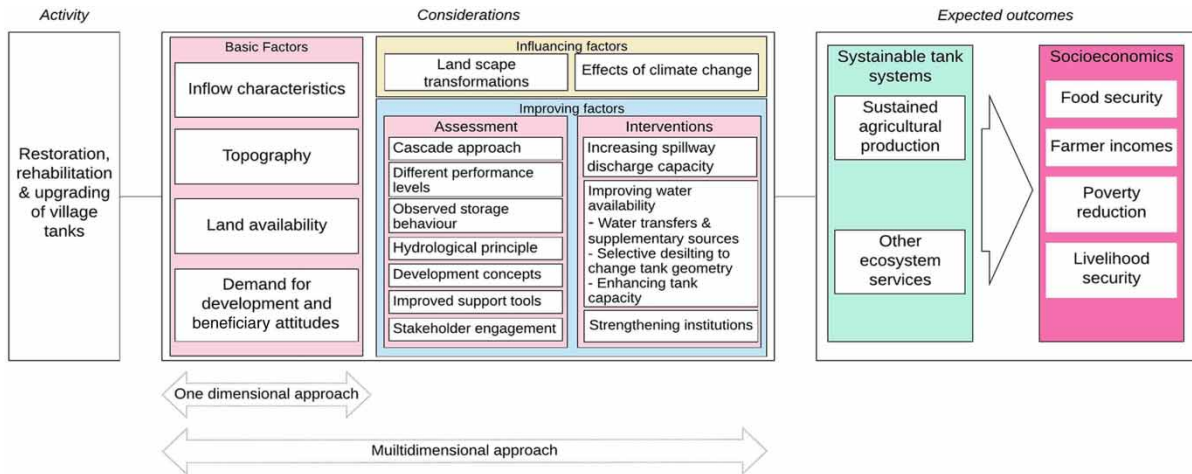 Activity
Considerations
Expected outcomes
Restoration,
rehabilitation
& upgrading
of village
tanks
Basic Factors
Inflow characteristics
Topography
Land availability
Demand for
development and
beneficiary attitudes
Influencing factors
Land scape
transformations
Effects of climate change
Improving factors
Assessment
Cascade approach
Different performance
levels
Observed storage
behaviour
Hydrological principle
Development concepts
Improved support tools
Stakeholder engagement
Interventions
Increasing spillway
discharge capacity
Improving water
availability
- Water transfers &
supplementary sources
- Selective desilting to
change tank geometry
- Enhancing tank
capacity
Strengthening institutions
Systainable tank
systems
Sustained
agricultural
production
Other
ecosystem
services
Socioeconomics
Food security
Farmer incomes
Poverty
reduction
Livelihood
security
One dimensional approach
Muiltidimensional approach